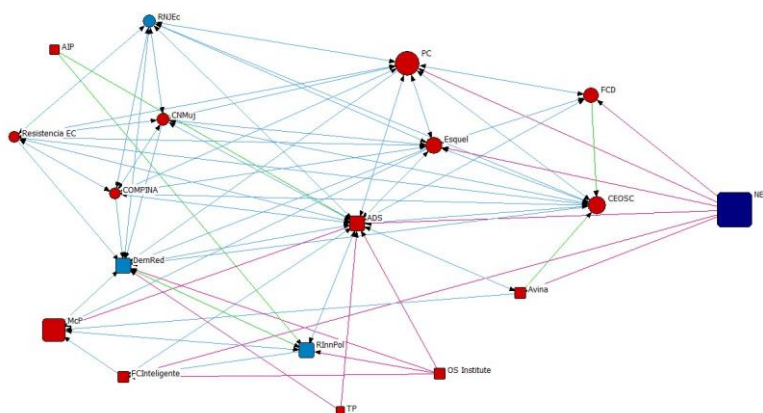 RNJEc
AIP
PC
FCD
CNMuj
Resistencia EC
Esquel
COMPINA
NE
CEOSC
ADS
DemRed
Avina
McP
RInnPol
FCInteligente
OS Institute
TP